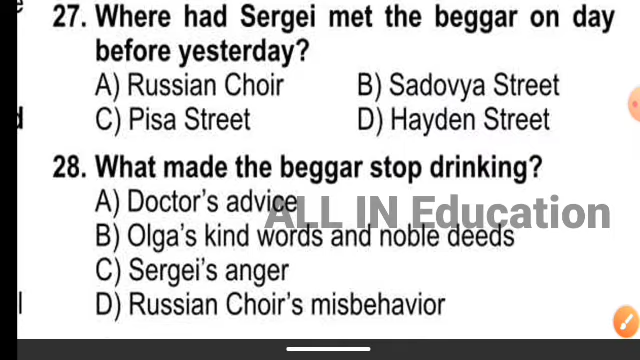 27. Where had Sergei met the beggar on day
before yesterday?
A) Russian Choir B) Sadovya Street
C) Pisa Street D) Hayden Street
28. What made the beggar stop drinking?
A) Doctor's advice
ALL IN Education
B) Olga's kind words and noble deeds
C) Sergei's anger
D) Russian Choir's misbehavior